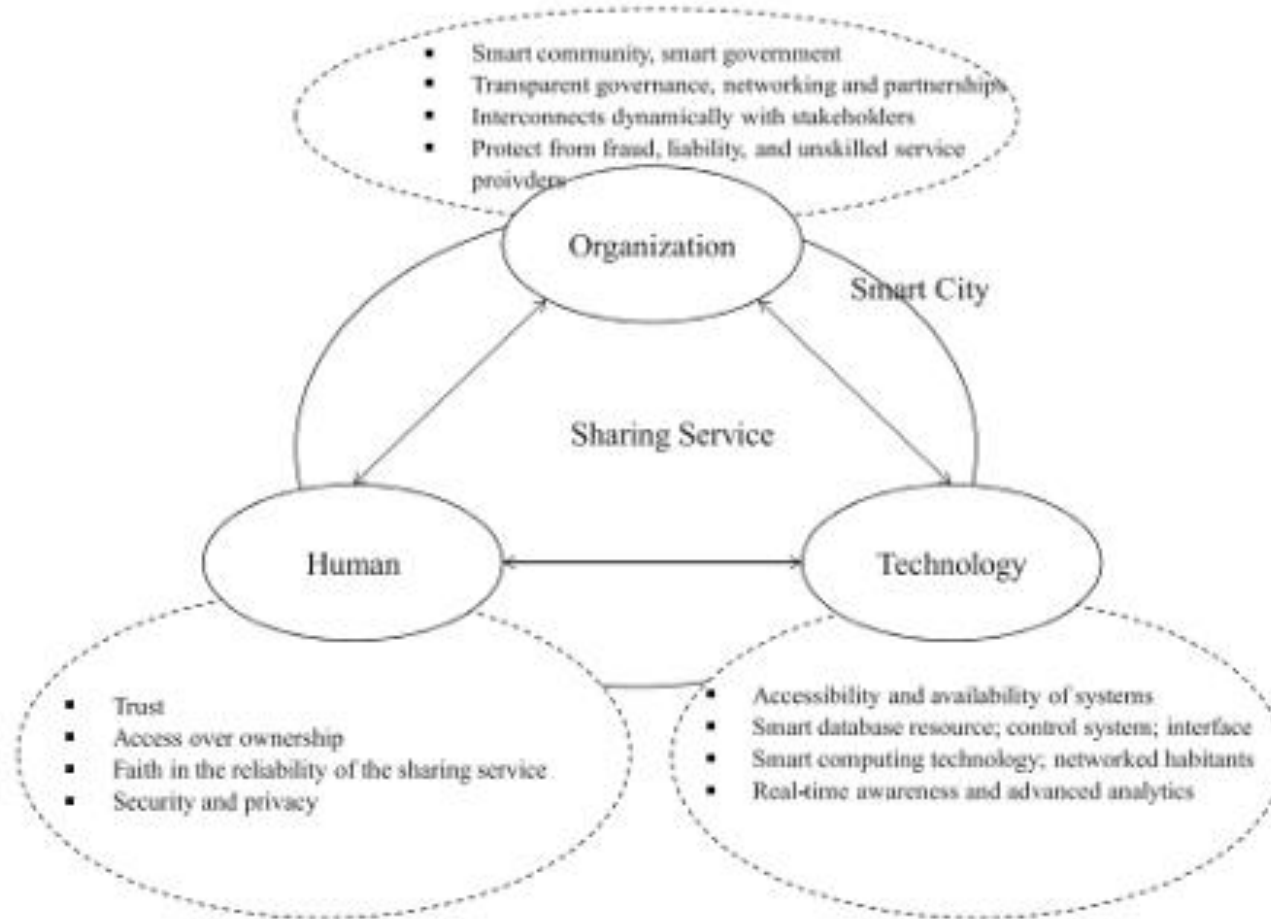 ▪ Smart community, smart government
▪ Transparent governance, networking and partnerships
▪ Interconnects dynamically with stakeholders
▪ Protect from fraud, liability, and unskilled service
proivders
Organization
Smart City
Sharing Service
Human
Technology
▪ Trust
▪ Access over ownership
▪ Faith in the reliability of the sharing service
▪ Security and privacy
▪ Accessibility and availability of systems
▪ Smart database resource; control system; interface
▪ Smart computing technology; networked habitants
▪ Real-time awareness and advanced analytics